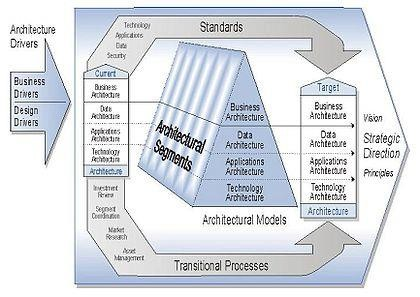 Architecture
Drivers
Business
Drivers
Design
Drivers
Technology
Applications
Data
Security
Standards
Current
Business
Architecture
Data
Architecture
Applications
Architecture
Technology
Architecture
Architecture
Investment
Review
Segment
Coordination
Market
Research
Asset
Management
Transitional Processes
Architectural
Segments
Business
Architecture
Data
Architecture
Applications
Architecture
Technology
Architecture
Architectural Models
Target
Business
Architecture
Data
Architecture
Applications
Architecture
Technology
Architecture
Architecture
Vision
Strategic
Direction
Principles